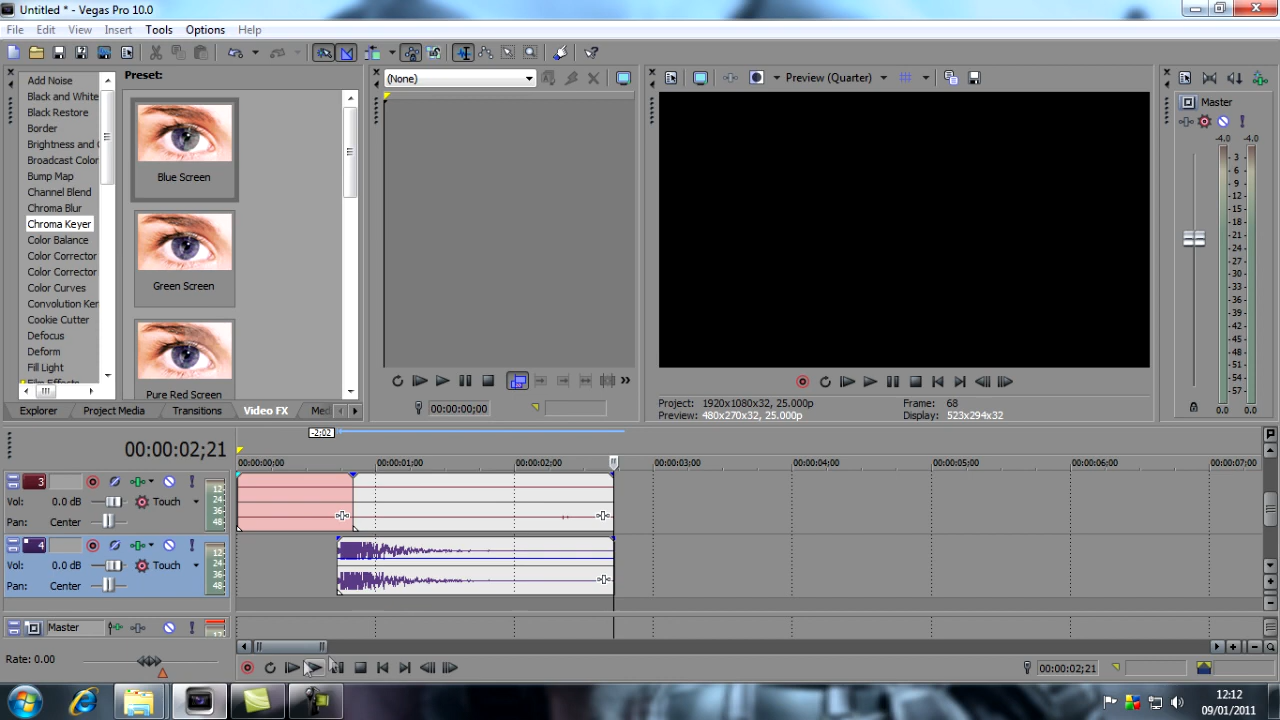 Untitled * - Vegas Pro 10.0
File Edit View Insert Tools Options Help
Add Noise
Black and White
Black Restore
Border
Brightness and (
Broadcast Color
Bump Map
Channel Blend
Chroma Blur
Chroma Keyer
Color Balance
Color Corrector
Color Corrector
Color Curves
Convolution Ker
Cookie Cutter
Defocus
Deform
Fill Light
Film Effects
Preset:
Blue Screen
Green Screen
Pure Red Screen
Explorer Project Media Transitions Video FX Med
(None)
00:00:00;00
Preview (Quarter)
Project: 1920x1080x32, 25.000p
Preview: 480x270x32, 25.000p
Frame: 68
Display: 523x294x32
Master
-4.0 -4.0
3
6
9
12
15
18
21
24
27
30
33
36
39
42
45
48
51
54
57
0.0 0.0
00:00:02;21
-2:02
00:00:00;00 00:00:01;00 00:00:02;00 00:00:03;00 00:00:04;00 00:00:05;00 00:00:06;00 00:00:07;00
3
Vol: 0.0 dB Touch
Pan: Center
12
24
36
48
4
Vol: 0.0 dB Touch
Pan: Center
12
24
36
48
Master
12
Rate: 0.00
00:00:02;21
12:12
09/01/2011